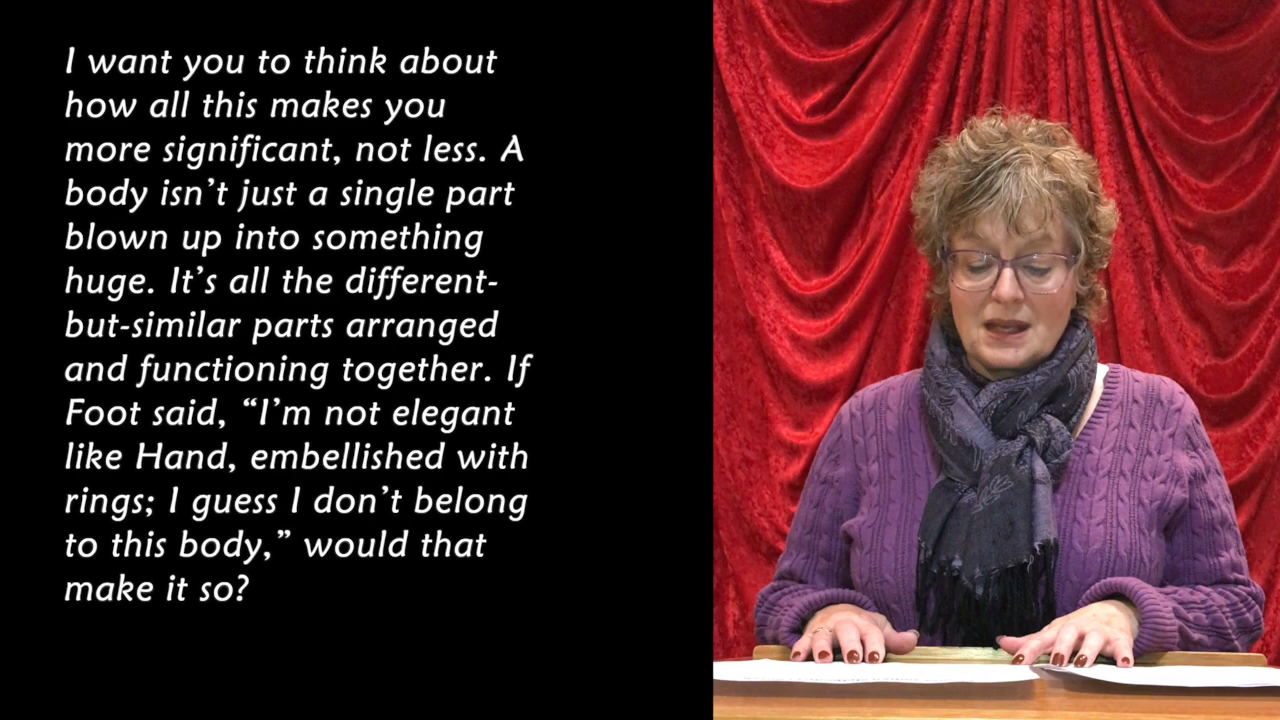 I want you to think about
how all this makes you
more significant, not less. A
body isn’t just a single part
blown up into something
huge. It’s all the different-
but-similar parts arranged
and functioning together. If
Foot said, “I’m not elegant
like Hand, embellished with
rings; I guess I don’t belong
to this body,” would that
make it so?